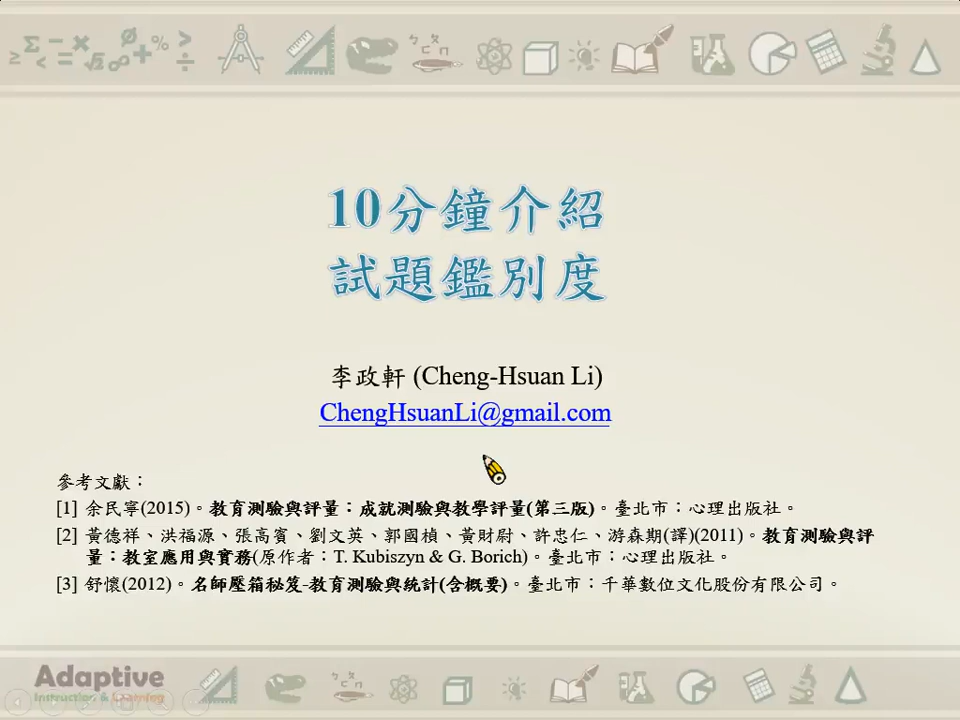 10分鐘介紹
試題鑑別度
李政軒 (Cheng-Hsuan Li)
ChengHsuanLi@gmail.com
參考文獻：
[1] 余民寧(2015)。教育測驗與評量：成就測驗與教學評量(第三版)。臺北市：心理出版社。
[2] 黃德祥、洪福源、張高賓、劉文英、郭國楨、黃財尉、許忠仁、游森期(譯)(2011)。教育測驗與評
量：教室應用與實務(原作者：T. Kubiszyn & G. Borich)。臺北市：心理出版社。
[3] 舒懷(2012)。名師壓箱秘笈-教育測驗與統計(含概要)。臺北市：千華數位文化股份有限公司。
Adaptive
Instruction & Learning